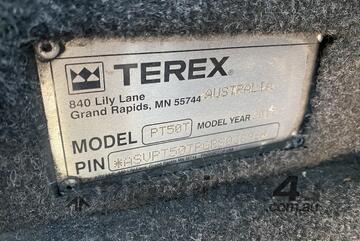 TEREX®
840 Lily Lane AUSTRALIA
Grand Rapids, MN 55744
MODEL PT50T MODEL YEAR
PIN
4
.com.au